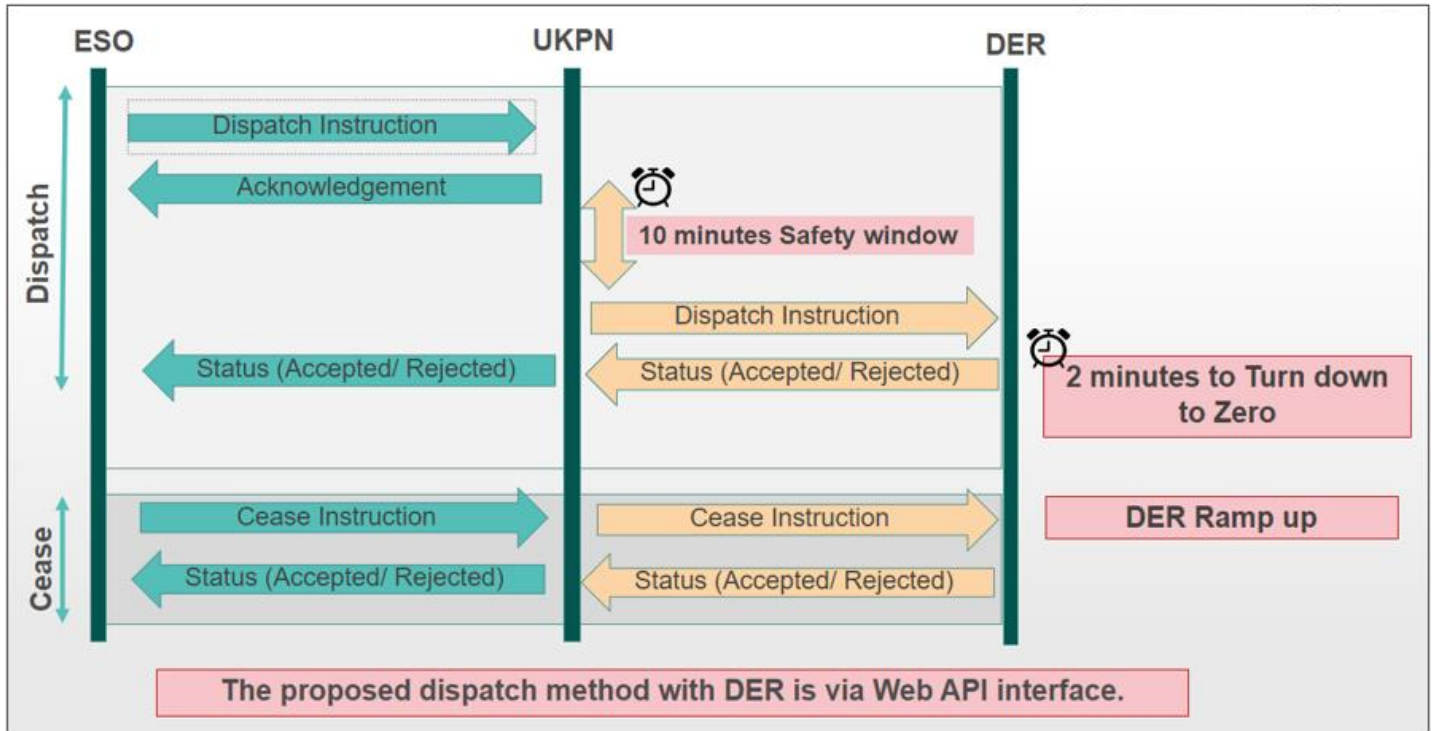 ESO
UKPN
DER
Dispatch
Dispatch Instruction
Acknowledgement
10 minutes Safety window
Dispatch Instruction
Status (Accepted/ Rejected)
Status (Accepted/ Rejected)
2 minutes to Turn down
to Zero
Cease
Cease Instruction
Cease Instruction
DER Ramp up
Status (Accepted/ Rejected)
Status (Accepted/ Rejected)
The proposed dispatch method with DER is via Web API interface.